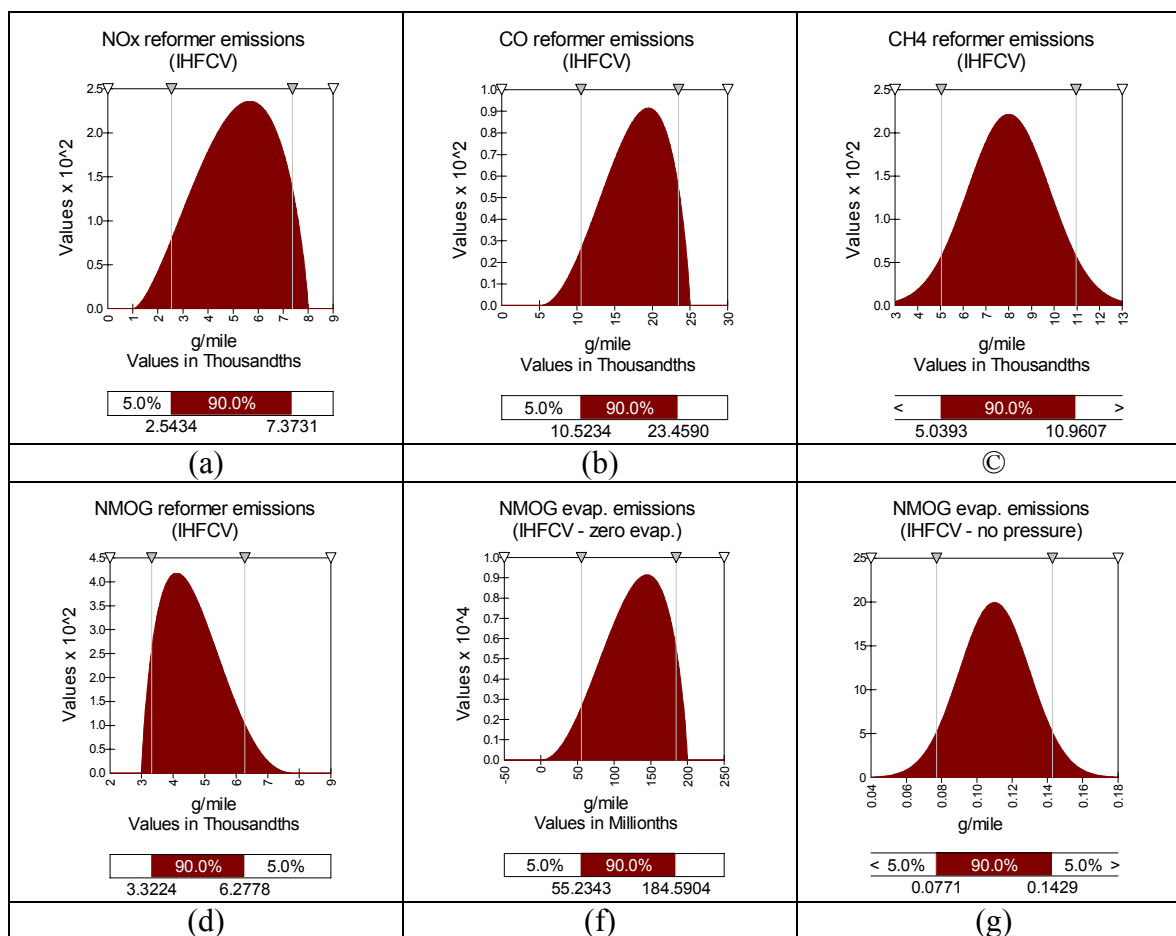 NOx reformer emissions
(IHFCV)
Values x 10^2
2.5
2.0
1.5
1.0
0.5
0.0
0 1 2 3 4 5 6 7 8 9
g/mile
Values in Thousandths
5.0% 90.0%
2.5434 7.3731
(a)
CO reformer emissions
(IHFCV)
Values x 10^2
1.0
0.9
0.8
0.7
0.6
0.5
0.4
0.3
0.2
0.1
0.0
0 5 10 15 20 25 30
g/mile
Values in Thousandths
5.0% 90.0%
10.5234 23.4590
(b)
CH4 reformer emissions
(IHFCV)
Values x 10^2
2.5
2.0
1.5
1.0
0.5
0.0
3 4 5 6 7 8 9 10 11 12 13
g/mile
Values in Thousandths
< 90.0% >
5.0393 10.9607
©
NMOG reformer emissions
(IHFCV)
Values x 10^2
4.5
4.0
3.5
3.0
2.5
2.0
1.5
1.0
0.5
0.0
2 3 4 5 6 7 8 9
g/mile
Values in Thousandths
90.0% 5.0%
3.3224 6.2778
(d)
NMOG evap. emissions
(IHFCV - zero evap.)
Values x 10^4
1.0
0.9
0.8
0.7
0.6
0.5
0.4
0.3
0.2
0.1
0.0
-50 0 50 100 150 200 250
g/mile
Values in Millionths
5.0% 90.0%
55.2343 184.5904
(f)
NMOG evap. emissions
(IHFCV - no pressure)
25
20
15
10
5
0
0.04 0.06 0.08 0.10 0.12 0.14 0.16 0.18
g/mile
< 5.0% 90.0% 5.0% >
0.0771 0.1429
(g)